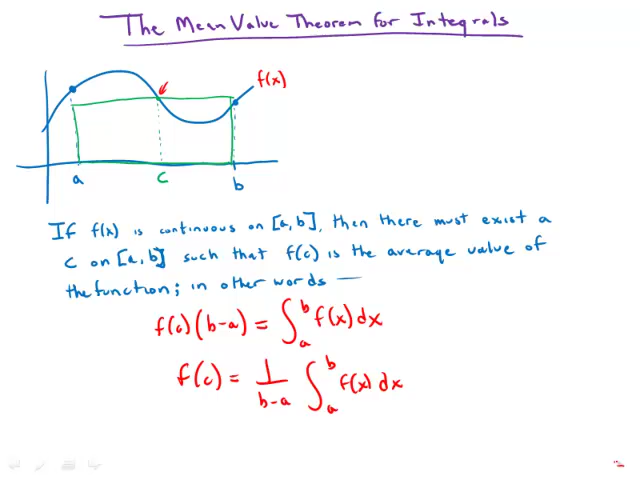 The Mean Value Theorem for Integrals
f(x)
a
c
b
If f(x) is continuous on [a,b], then there must exist a
c on [a,b] such that f(c) is the average value of
the function; in other words —
f(c)(b-a) = ∫_a^b f(x) dx
f(c) = 1/(b-a) ∫_a^b f(x) dx